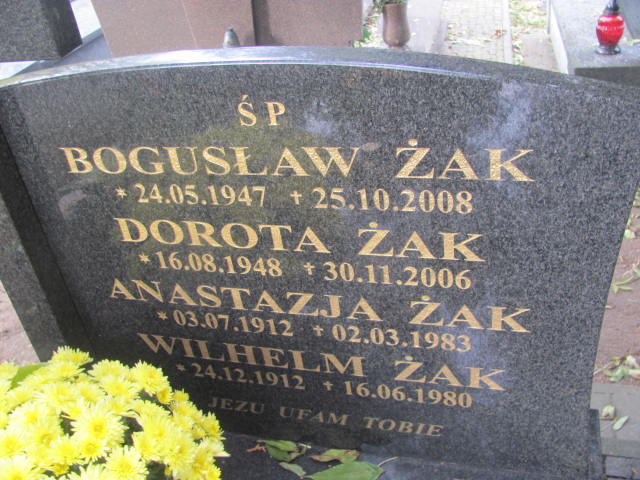 ŚP
BOGUSŁAW ŻAK
* 24.05.1947 + 25.10.2008
DOROTA ŻAK
* 16.08.1948 + 30.11.2006
ANASTAZJA ŻAK
* 03.07.1912 + 02.03.1983
WILHELM ŻAK
* 24.12.1912 + 16.06.1980
JEZU UFAM TOBIE